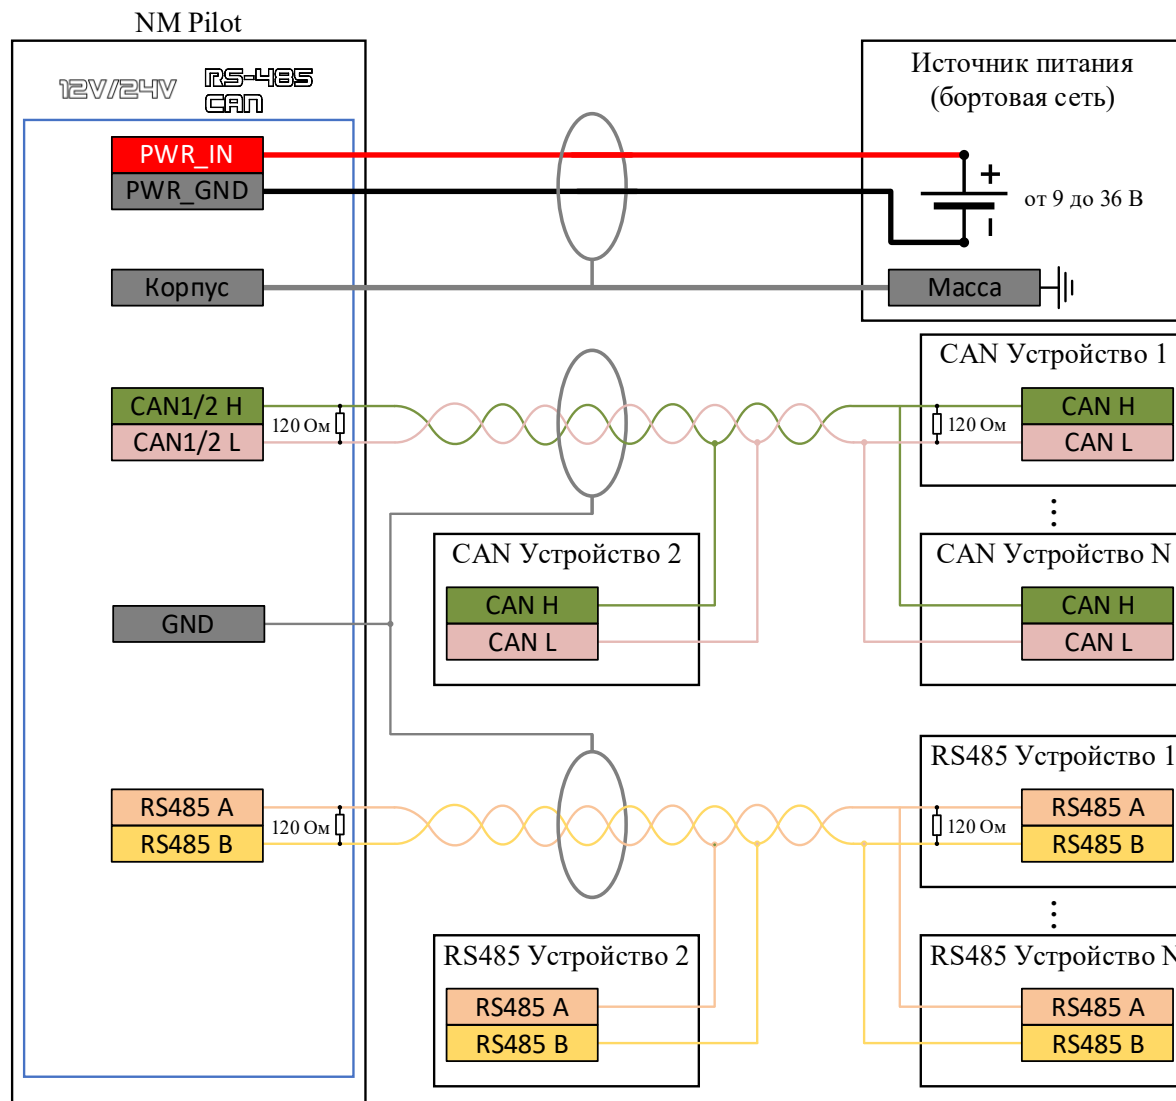 NM Pilot
12V/24V
RS-485
CAN
PWR_IN
PWR_GND
Корпус
Источник питания
(бортовая сеть)
+
от 9 до 36 В
Масса
CAN1/2 H
CAN1/2 L
120 Ом
CAN Устройство 1
120 Ом
CAN H
CAN L
⋮
CAN Устройство 2
CAN H
CAN L
CAN Устройство N
CAN H
CAN L
GND
RS485 A
RS485 B
120 Ом
RS485 Устройство 1
120 Ом
RS485 A
RS485 B
⋮
RS485 Устройство 2
RS485 A
RS485 B
RS485 Устройство N
RS485 A
RS485 B